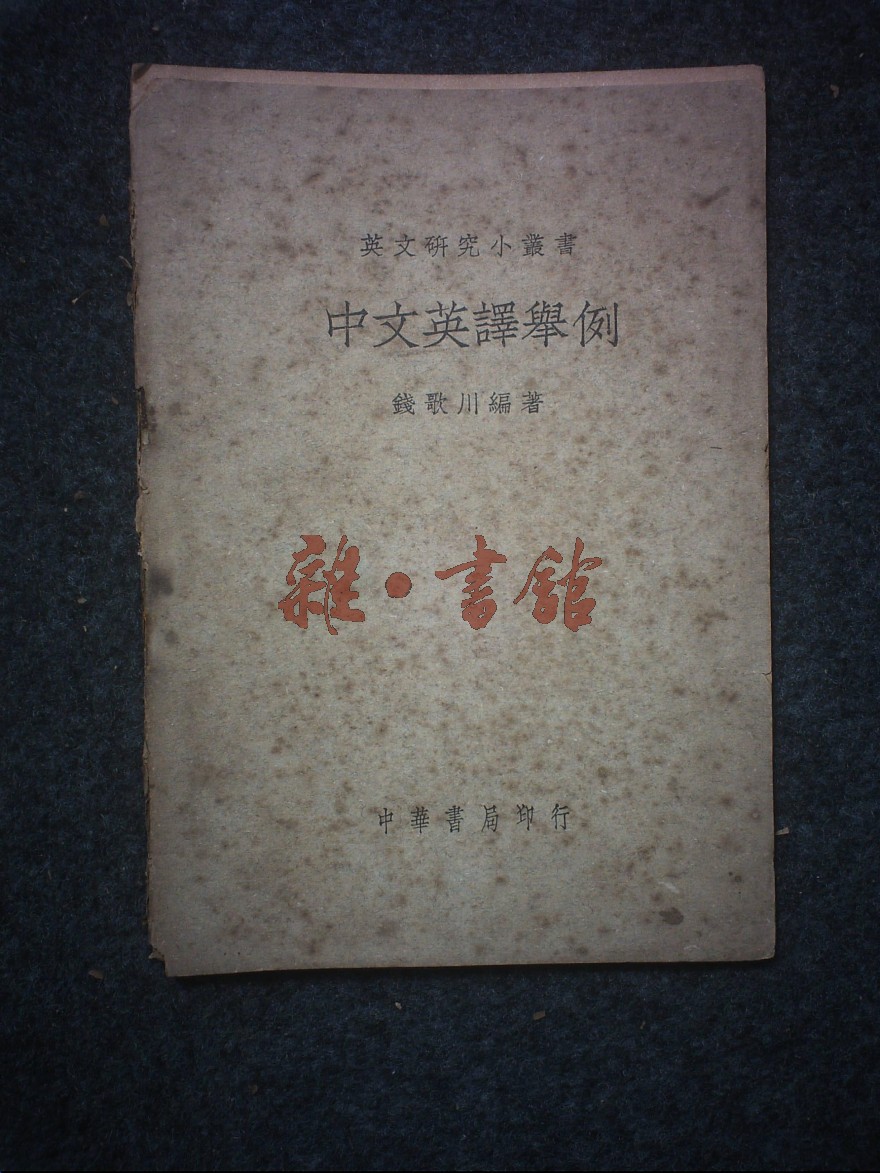 英文研究小叢書
中文英譯舉例
錢歌川編著
雜·書館
中華書局印行